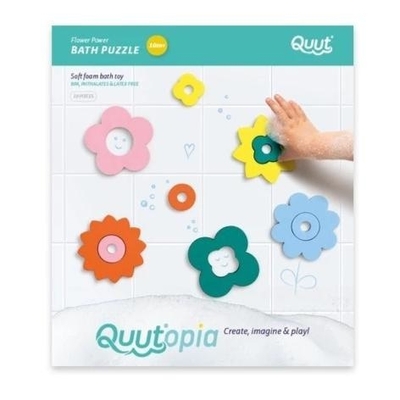 Flower Power
BATH PUZZLE
Quut
Soft foam bath toy
Quutopia
Create, imagine & play!